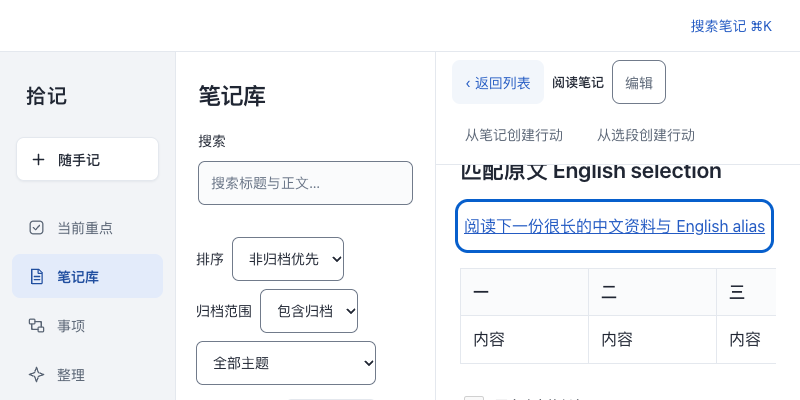 搜索笔记 ⌘K
拾记
+ 随手记
当前重点
笔记库
事项
整理
笔记库
搜索
搜索标题与正文...
排序 非归档优先
归档范围 包含归档
全部主题
‹ 返回列表 阅读笔记 编辑
从笔记创建行动 从选段创建行动
匹配原文 English selection
阅读下一份很长的中文资料与 English alias
一 二 三
内容 内容 内容